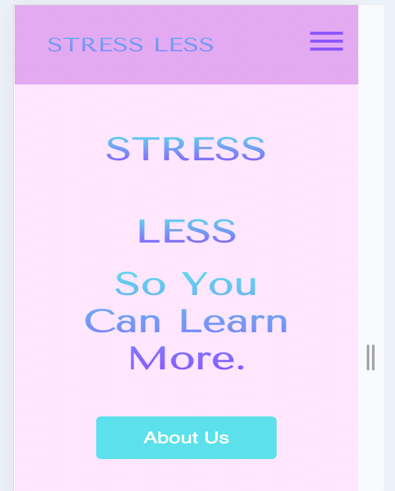 STRESS LESS
STRESS
LESS
So You
Can Learn
More.
About Us